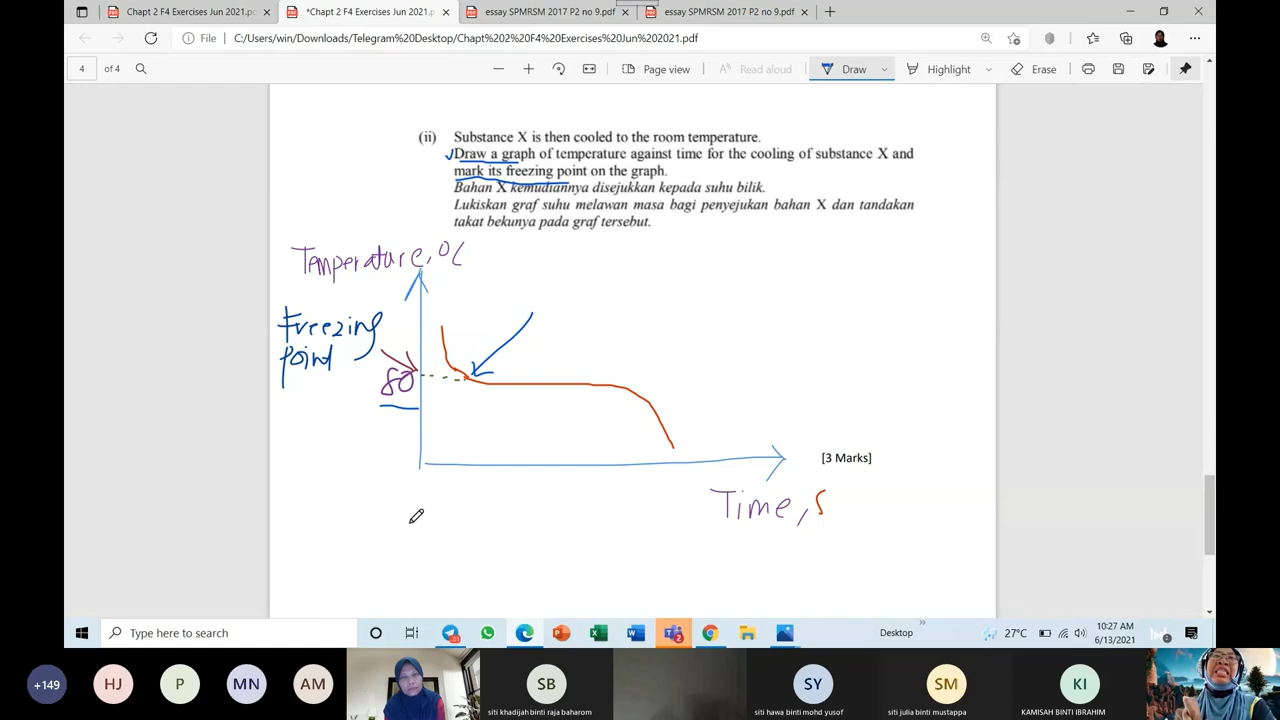 Chapt 2 F4 Exercises Jun 2021.pdf
*Chapt 2 F4 Exercises Jun 2021.pdf
essay SPMRSM 2017 P2 no 9.pdf
essay SPMRSM 2017 P2 no 9.pdf
File
C:/Users/win/Downloads/Telegram%20Desktop/Chapt%202%20F4%20Exercises%20Jun%202021.pdf
4 of 4
Page view
Read aloud
Draw
Highlight
Erase
(ii) Substance X is then cooled to the room temperature.
Draw a graph of temperature against time for the cooling of substance X and
mark its freezing point on the graph.
Bahan X kemudiannya disejukkan kepada suhu bilik.
Lukiskan graf suhu melawan masa bagi penyejukan bahan X dan tandakan
takat bekunya pada graf tersebut.
Temperature, °C
Freezing
point
80
[3 Marks]
Time, s
Type here to search
Desktop
27°C
10:27 AM
6/13/2021
+149
HJ
P
MN
AM
SB
SY
SM
KI
siti khadijah binti raja baharom
siti hawa binti mohd yusof
siti julia binti mustappa
KAMISAH BINTI IBRAHIM